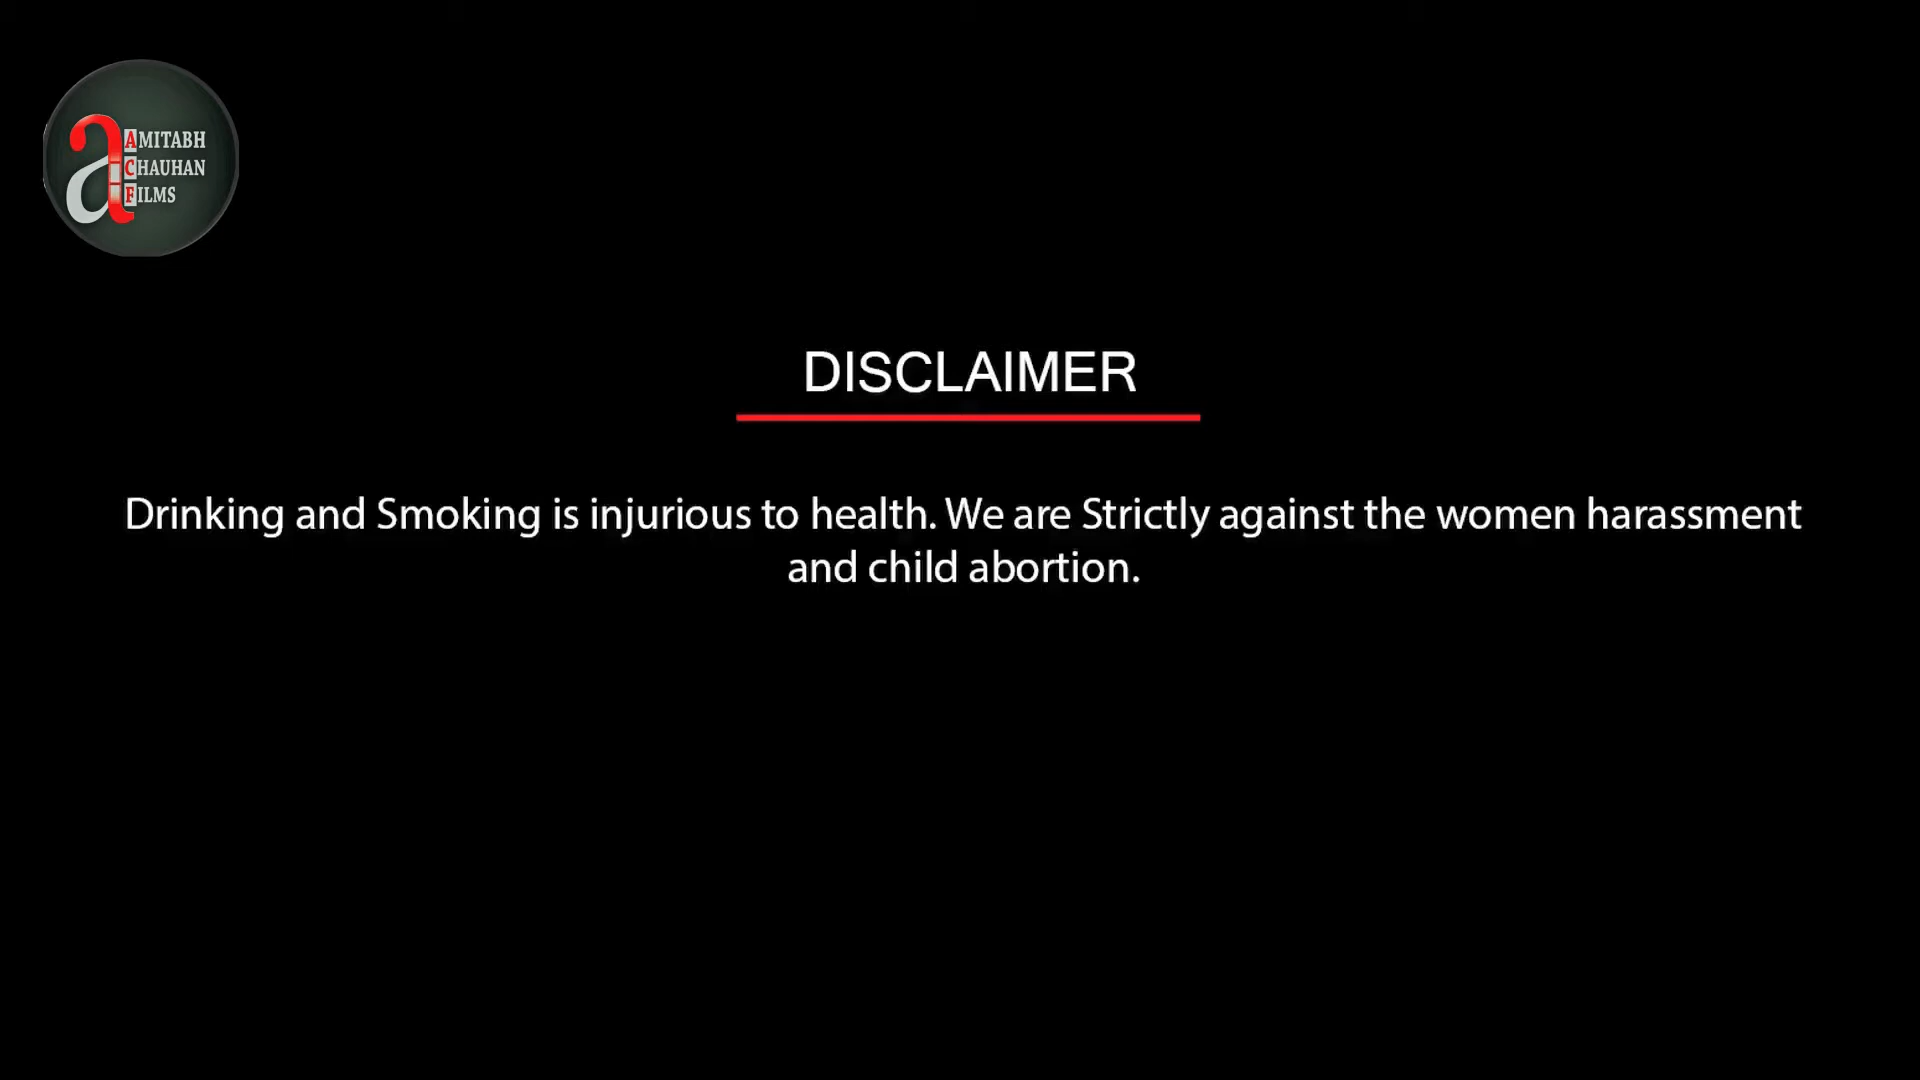 AMITABH
CHAUHAN
FILMS
DISCLAIMER
Drinking and Smoking is injurious to health. We are Strictly against the women harassment
and child abortion.